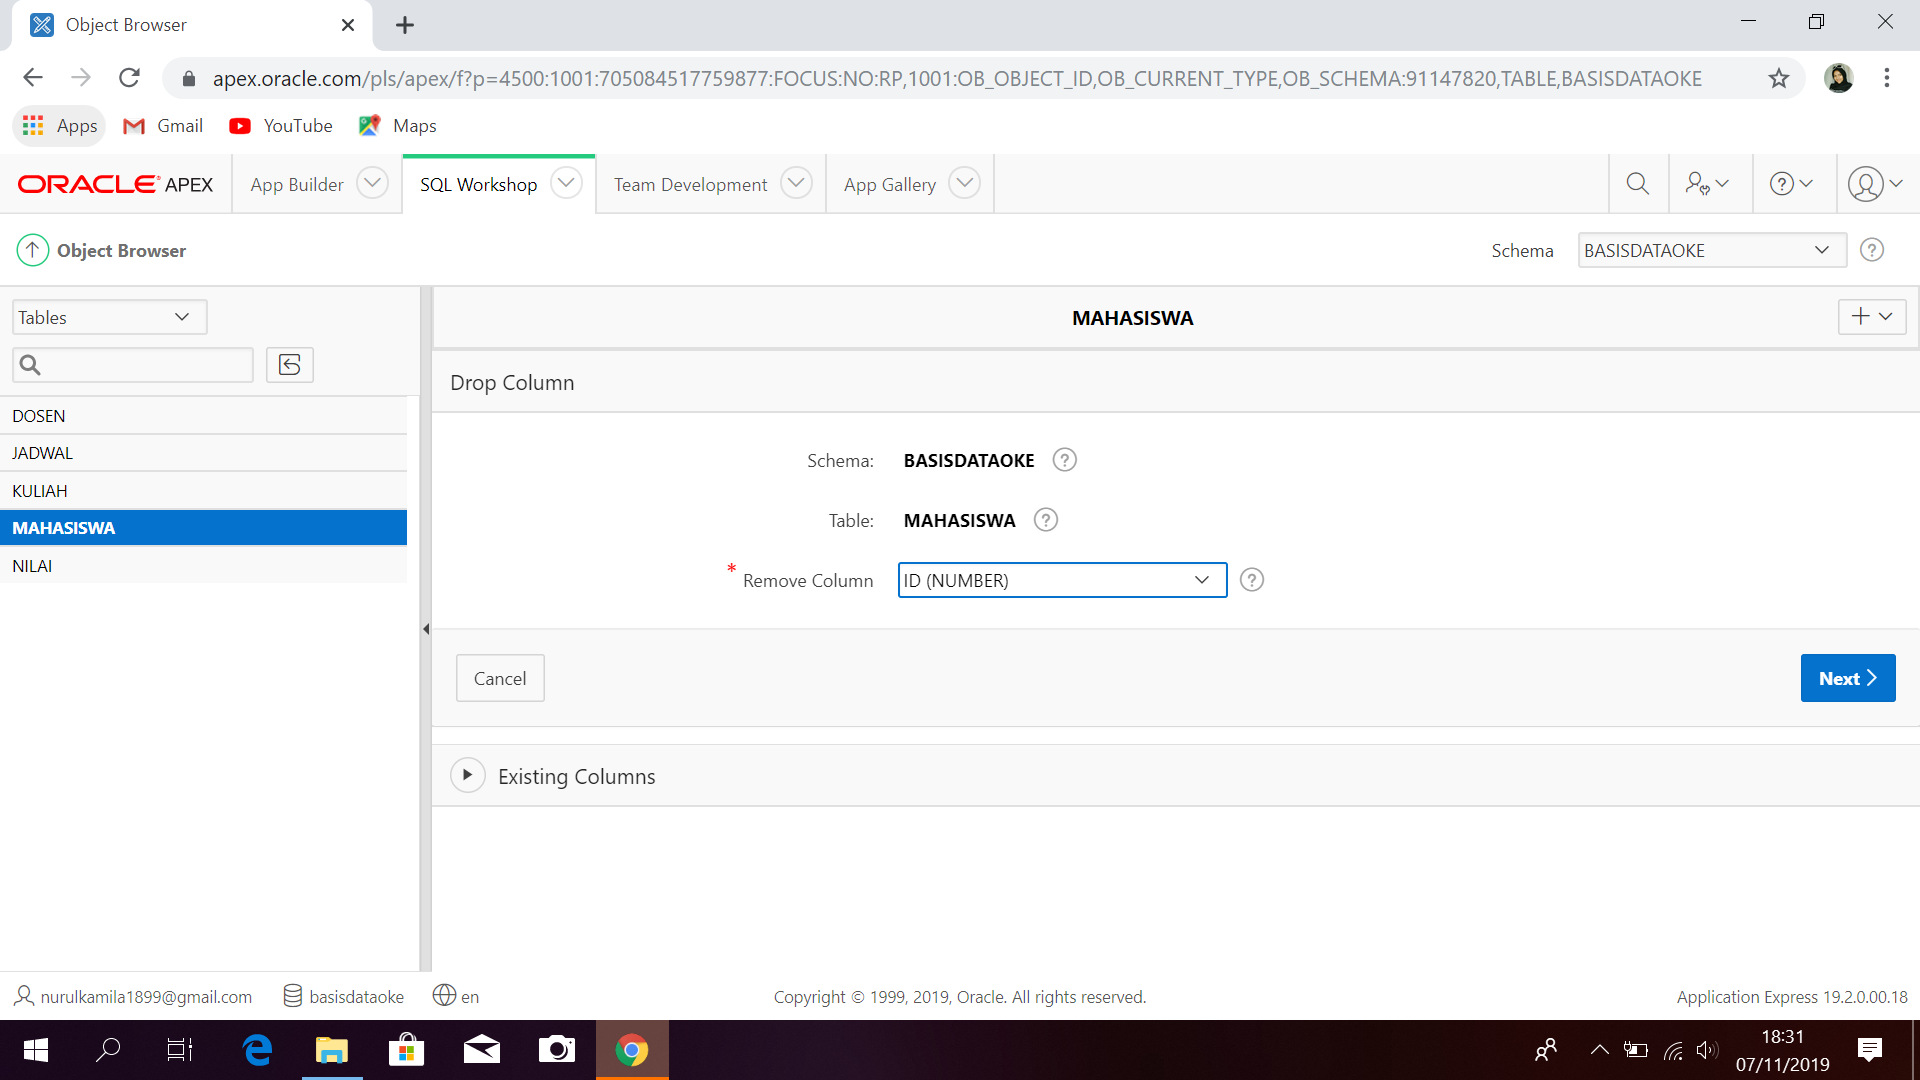 Object Browser
apex.oracle.com/pls/apex/f?p=4500:1001:705084517759877:FOCUS:NO:RP,1001:OB_OBJECT_ID,OB_CURRENT_TYPE,OB_SCHEMA:91147820,TABLE,BASISDATAOKE
Apps Gmail YouTube Maps
ORACLE APEX App Builder SQL Workshop Team Development App Gallery
Object Browser Schema BASISDATAOKE
Tables
MAHASISWA
Drop Column
DOSEN
JADWAL
KULIAH
MAHASISWA
NILAI
Schema: BASISDATAOKE
Table: MAHASISWA
* Remove Column ID (NUMBER)
Cancel Next
Existing Columns
nurulkamila1899@gmail.com basisdataoke en Copyright © 1999, 2019, Oracle. All rights reserved. Application Express 19.2.0.00.18
18:31
07/11/2019